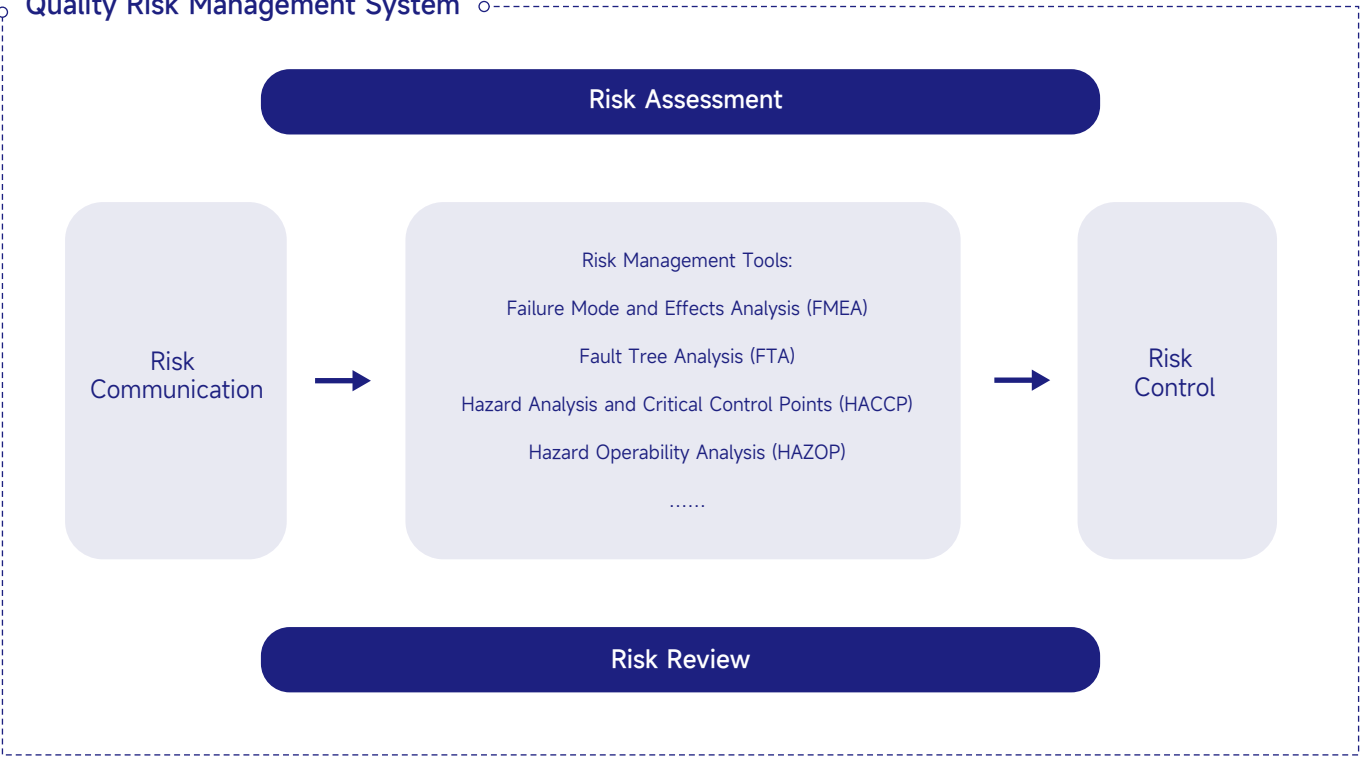 Quality Risk Management System
Risk Assessment
Risk
Communication
Risk Management Tools:
Failure Mode and Effects Analysis (FMEA)
Fault Tree Analysis (FTA)
Hazard Analysis and Critical Control Points (HACCP)
Hazard Operability Analysis (HAZOP)
......
Risk
Control
Risk Review